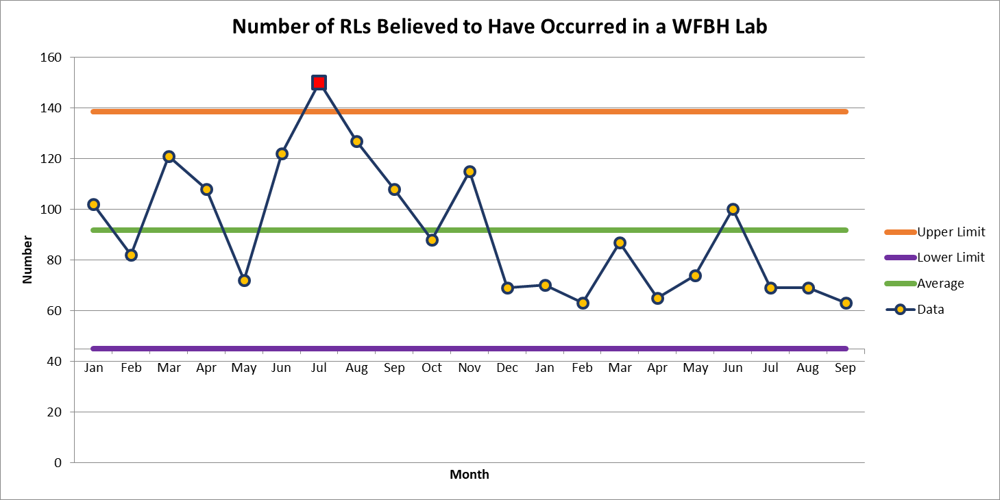 Number of RLs Believed to Have Occurred in a WFBH Lab
160
140
120
100
80
60
40
20
0
Number
Jan Feb Mar Apr May Jun Jul Aug Sep Oct Nov Dec Jan Feb Mar Apr May Jun Jul Aug Sep
Month
Upper Limit
Lower Limit
Average
Data